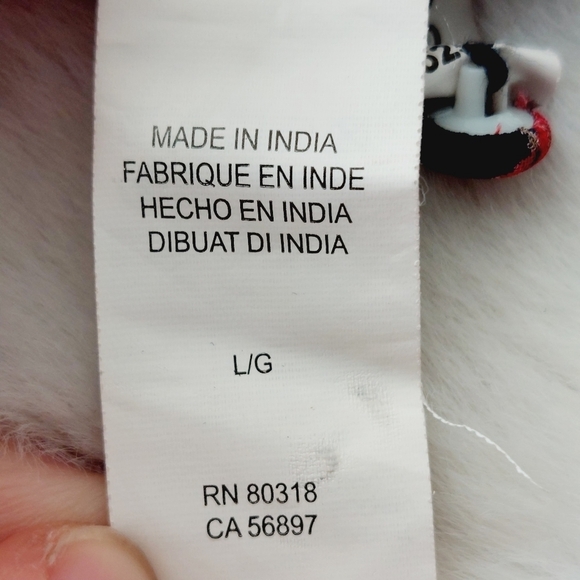 MADE IN INDIA
FABRIQUE EN INDE
HECHO EN INDIA
DIBUAT DI INDIA
L/G
RN 80318
CA 56897